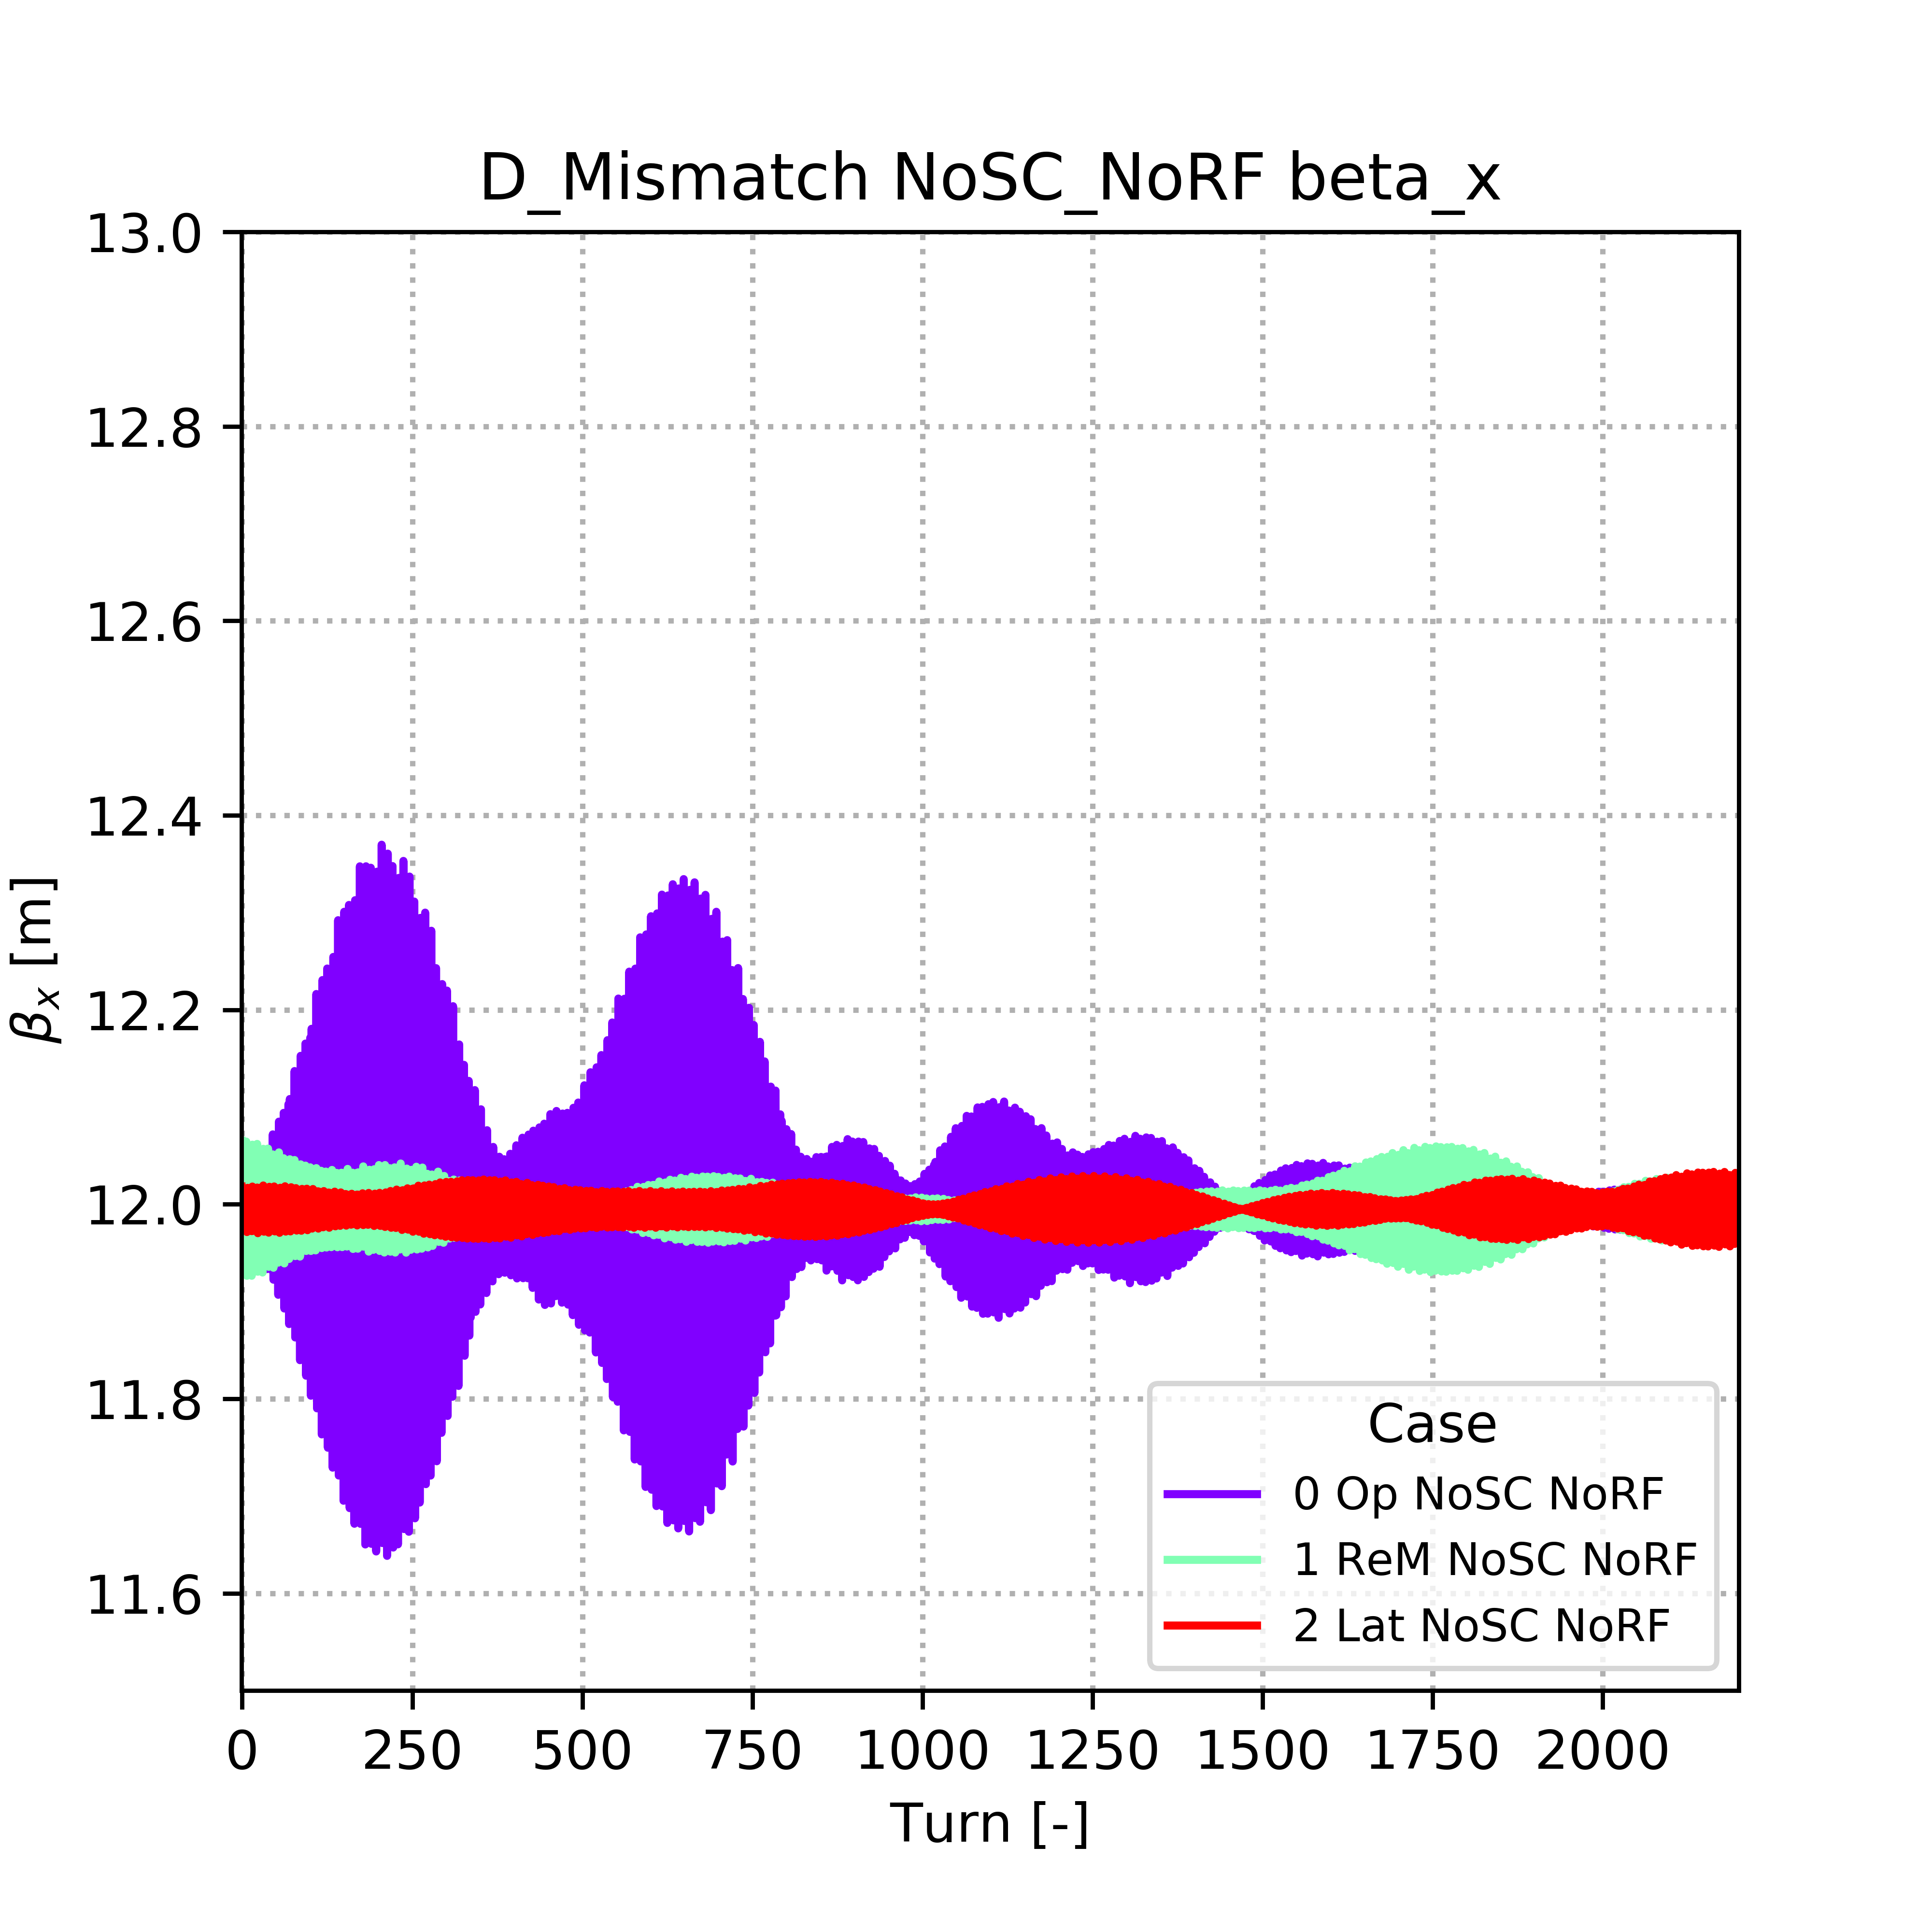 D_Mismatch NoSC_NoRF beta_x
13.0
12.8
12.6
12.4
12.2
12.0
11.8
11.6
βx [m]
0 250 500 750 1000 1250 1500 1750 2000
Turn [-]
Case
0 Op NoSC NoRF
1 ReM NoSC NoRF
2 Lat NoSC NoRF